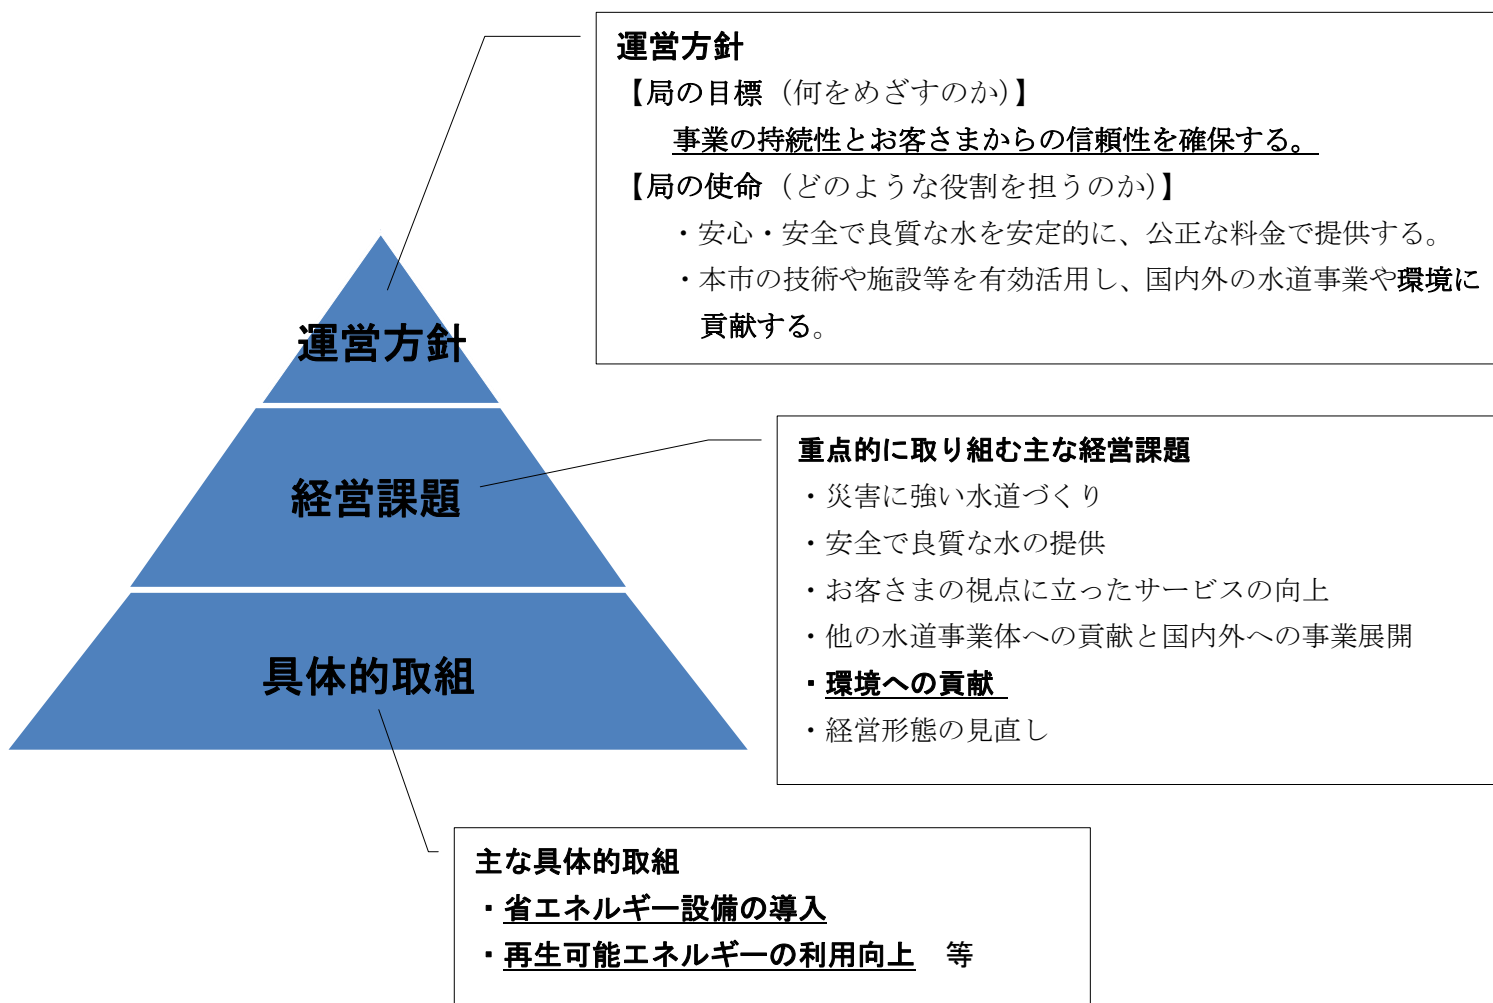 運営方針
【局の目標（何をめざすのか）】
事業の持続性とお客さまからの信頼性を確保する。
【局の使命（どのような役割を担うのか）】
・安心・安全で良質な水を安定的に、公正な料金で提供する。
・本市の技術や施設等を有効活用し、国内外の水道事業や環境に
貢献する。
運営方針
経営課題
具体的取組
重点的に取り組む主な経営課題
・災害に強い水道づくり
・安全で良質な水の提供
・お客さまの視点に立ったサービスの向上
・他の水道事業体への貢献と国内外への事業展開
・環境への貢献
・経営形態の見直し
主な具体的取組
・省エネルギー設備の導入
・再生可能エネルギーの利用向上　等